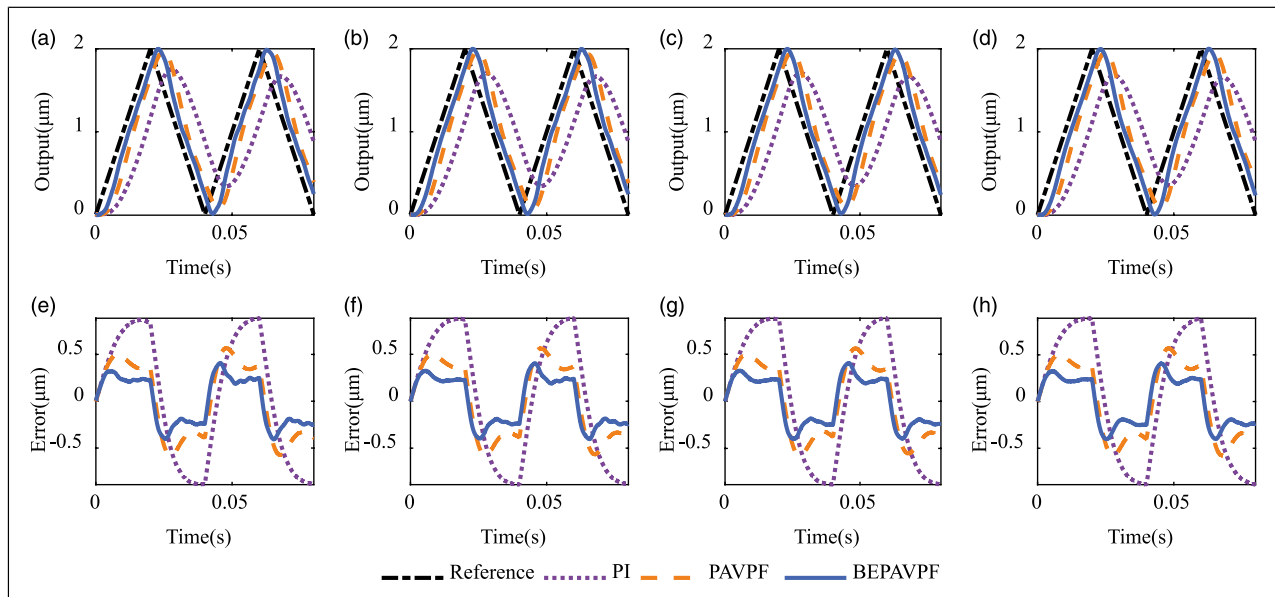 (a) (b) (c) (d)
2 2 2 2
Output(μm) Output(μm) Output(μm) Output(μm)
1 1 1 1
0 0 0 0
0 0.05 0 0.05 0 0.05 0 0.05
Time(s) Time(s) Time(s) Time(s)
(e) (f) (g) (h)
0.5 0.5 0.5 0.5
Error(μm) Error(μm) Error(μm) Error(μm)
0 0 0 0
-0.5 -0.5 -0.5 -0.5
0 0.05 0 0.05 0 0.05 0 0.05
Time(s) Time(s) Time(s) Time(s)
Reference PI PAVPF BEPAVPF